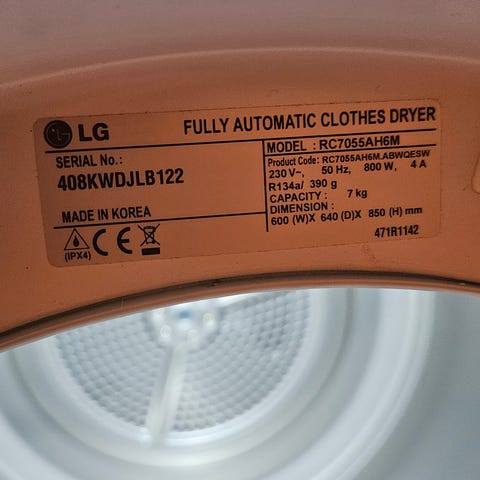 LG
FULLY AUTOMATIC CLOTHES DRYER
SERIAL No.:
408KWDJLB122
MADE IN KOREA
(IPX4)
CE
MODEL : RC7055AH6M
Product Code: RC7055AH6M.ABWQESW
230 V~, 50 Hz, 800 W, 4 A
R134a/ 390 g
CAPACITY : 7 kg
DIMENSION :
600 (W)X 640 (D)X 850 (H) mm
471R1142